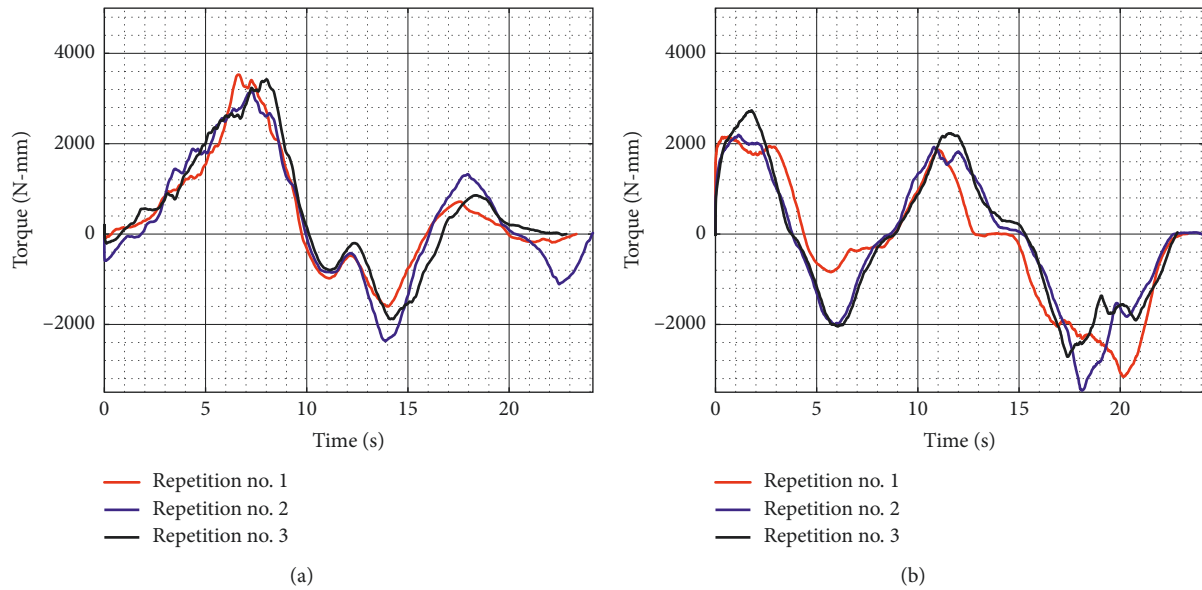 4000
2000
0
−2000
Torque (N-mm)
0
5
10
15
20
Time (s)
Repetition no. 1
Repetition no. 2
Repetition no. 3
(a)
4000
2000
0
−2000
Torque (N-mm)
0
5
10
15
20
Time (s)
Repetition no. 1
Repetition no. 2
Repetition no. 3
(b)